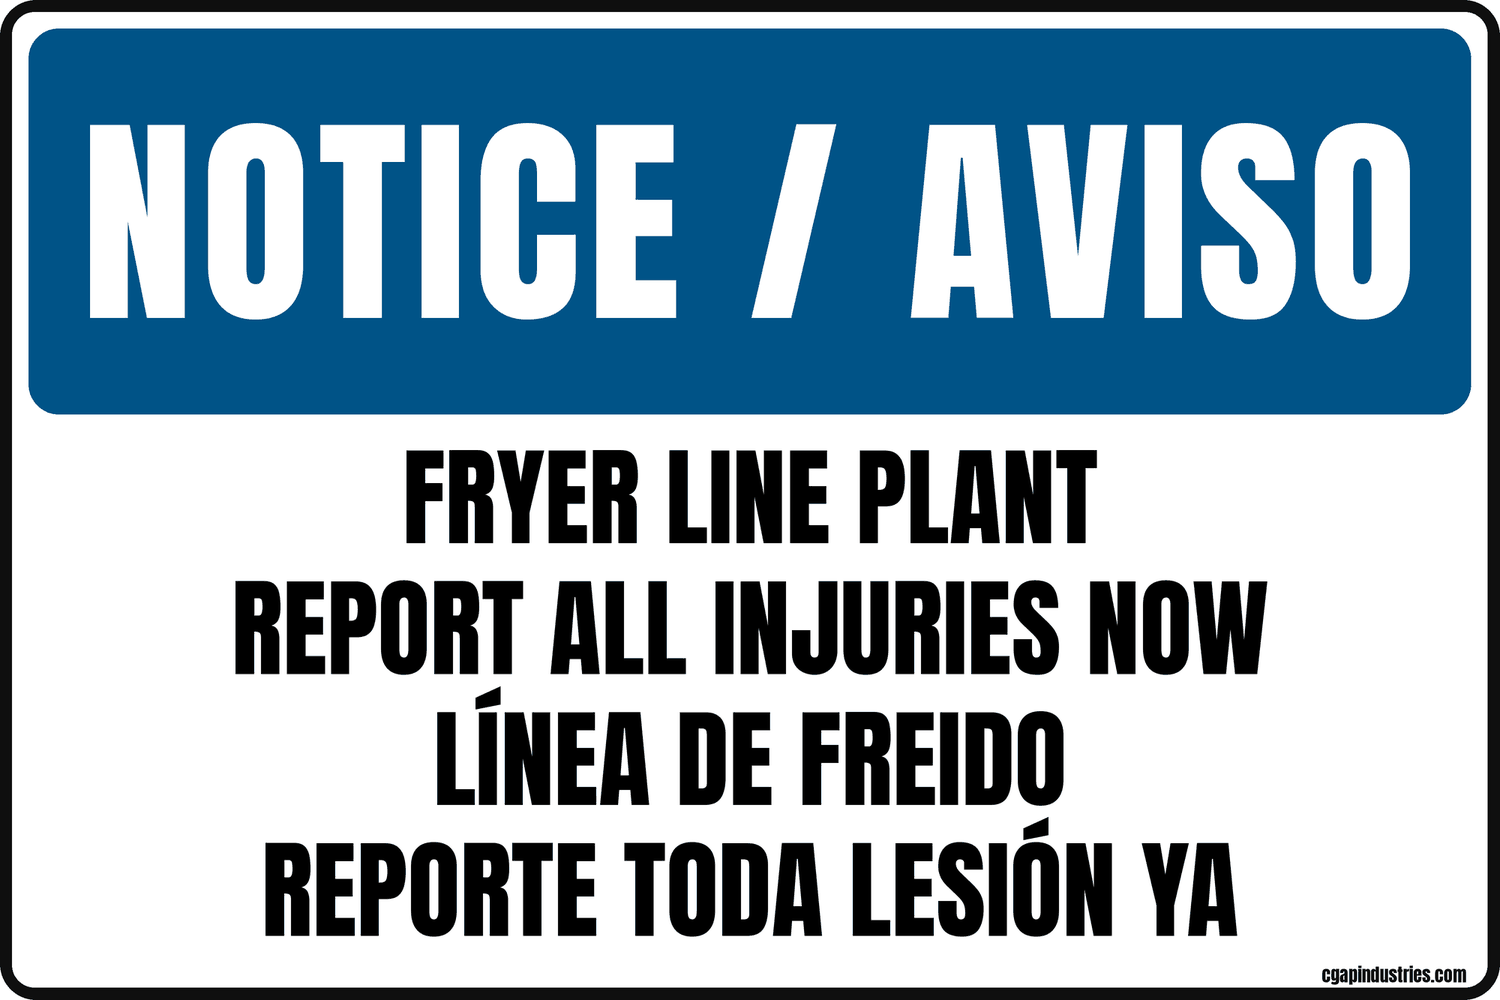 NOTICE / AVISO
FRYER LINE PLANT
REPORT ALL INJURIES NOW
LÍNEA DE FREIDO
REPORTE TODA LESIÓN YA
cgapindustries.com